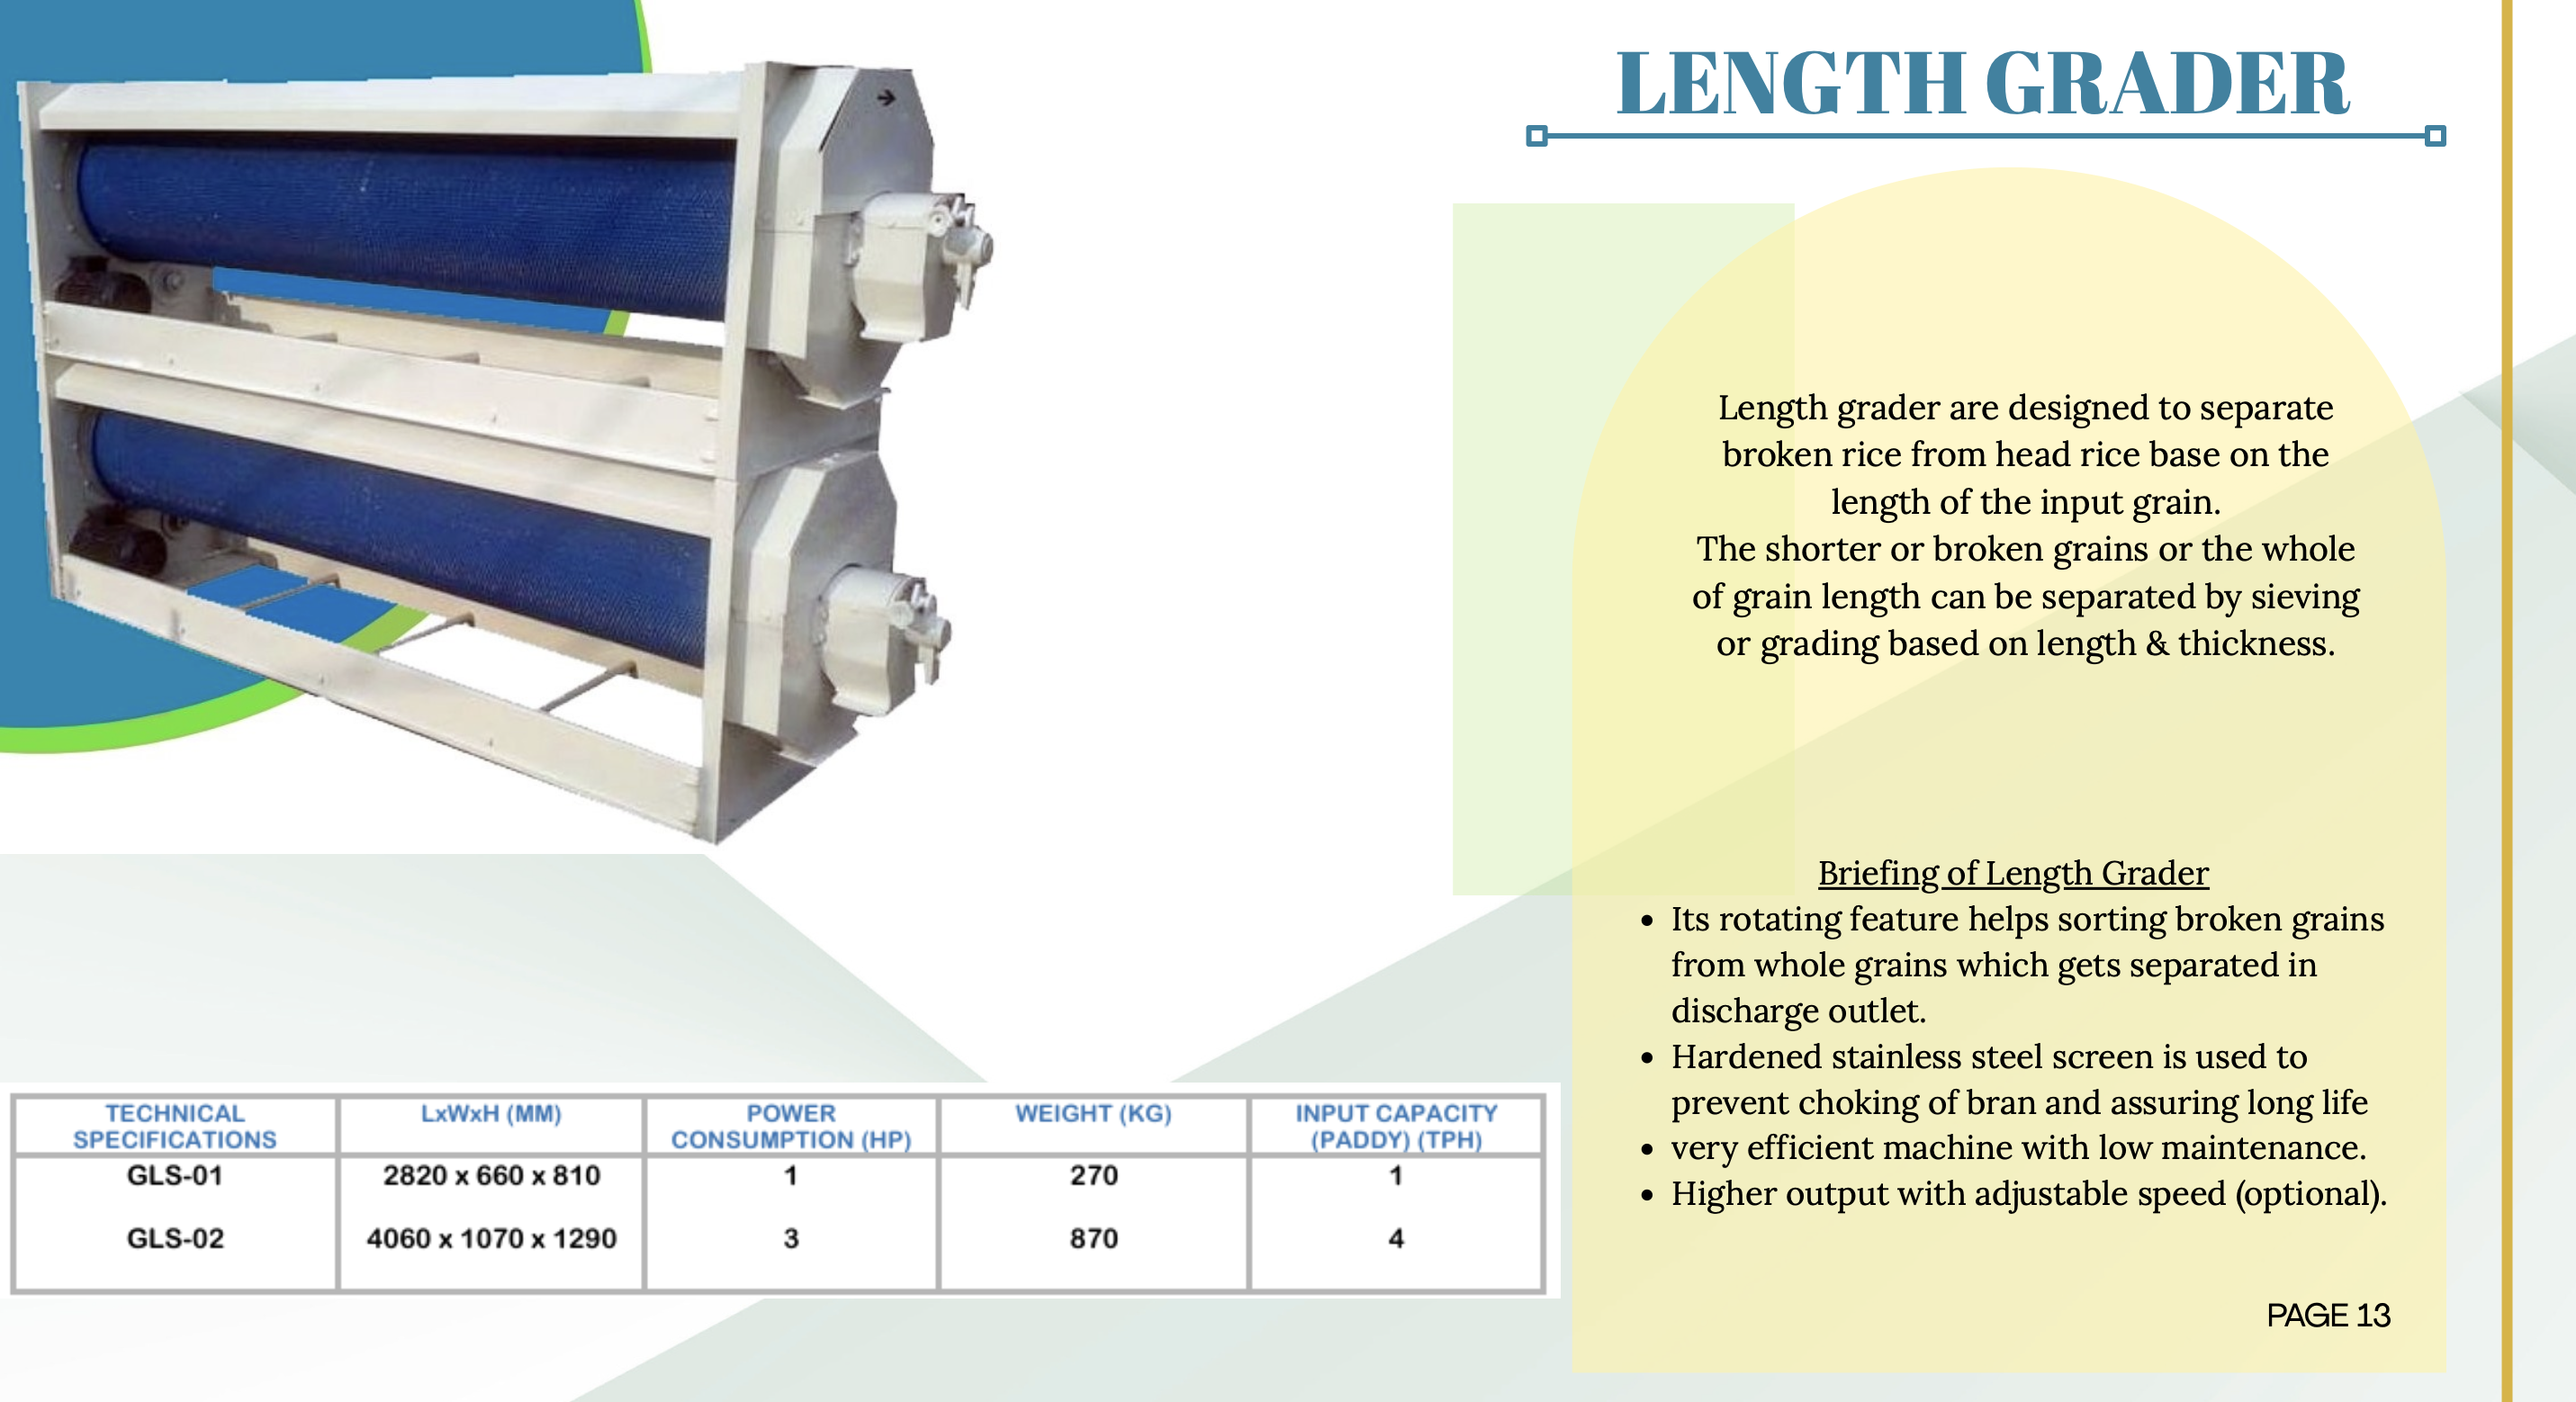 LENGTH GRADER
Length grader are designed to separate
broken rice from head rice base on the
length of the input grain.
The shorter or broken grains or the whole
of grain length can be separated by sieving
or grading based on length & thickness.
Briefing of Length Grader
• Its rotating feature helps sorting broken grains
from whole grains which gets separated in
discharge outlet.
• Hardened stainless steel screen is used to
prevent choking of bran and assuring long life
• very efficient machine with low maintenance.
• Higher output with adjustable speed (optional).
TECHNICAL SPECIFICATIONS LxWxH (MM) POWER CONSUMPTION (HP) WEIGHT (KG) INPUT CAPACITY (PADDY) (TPH)
GLS-01 2820 x 660 x 810 1 270 1
GLS-02 4060 x 1070 x 1290 3 870 4
PAGE 13